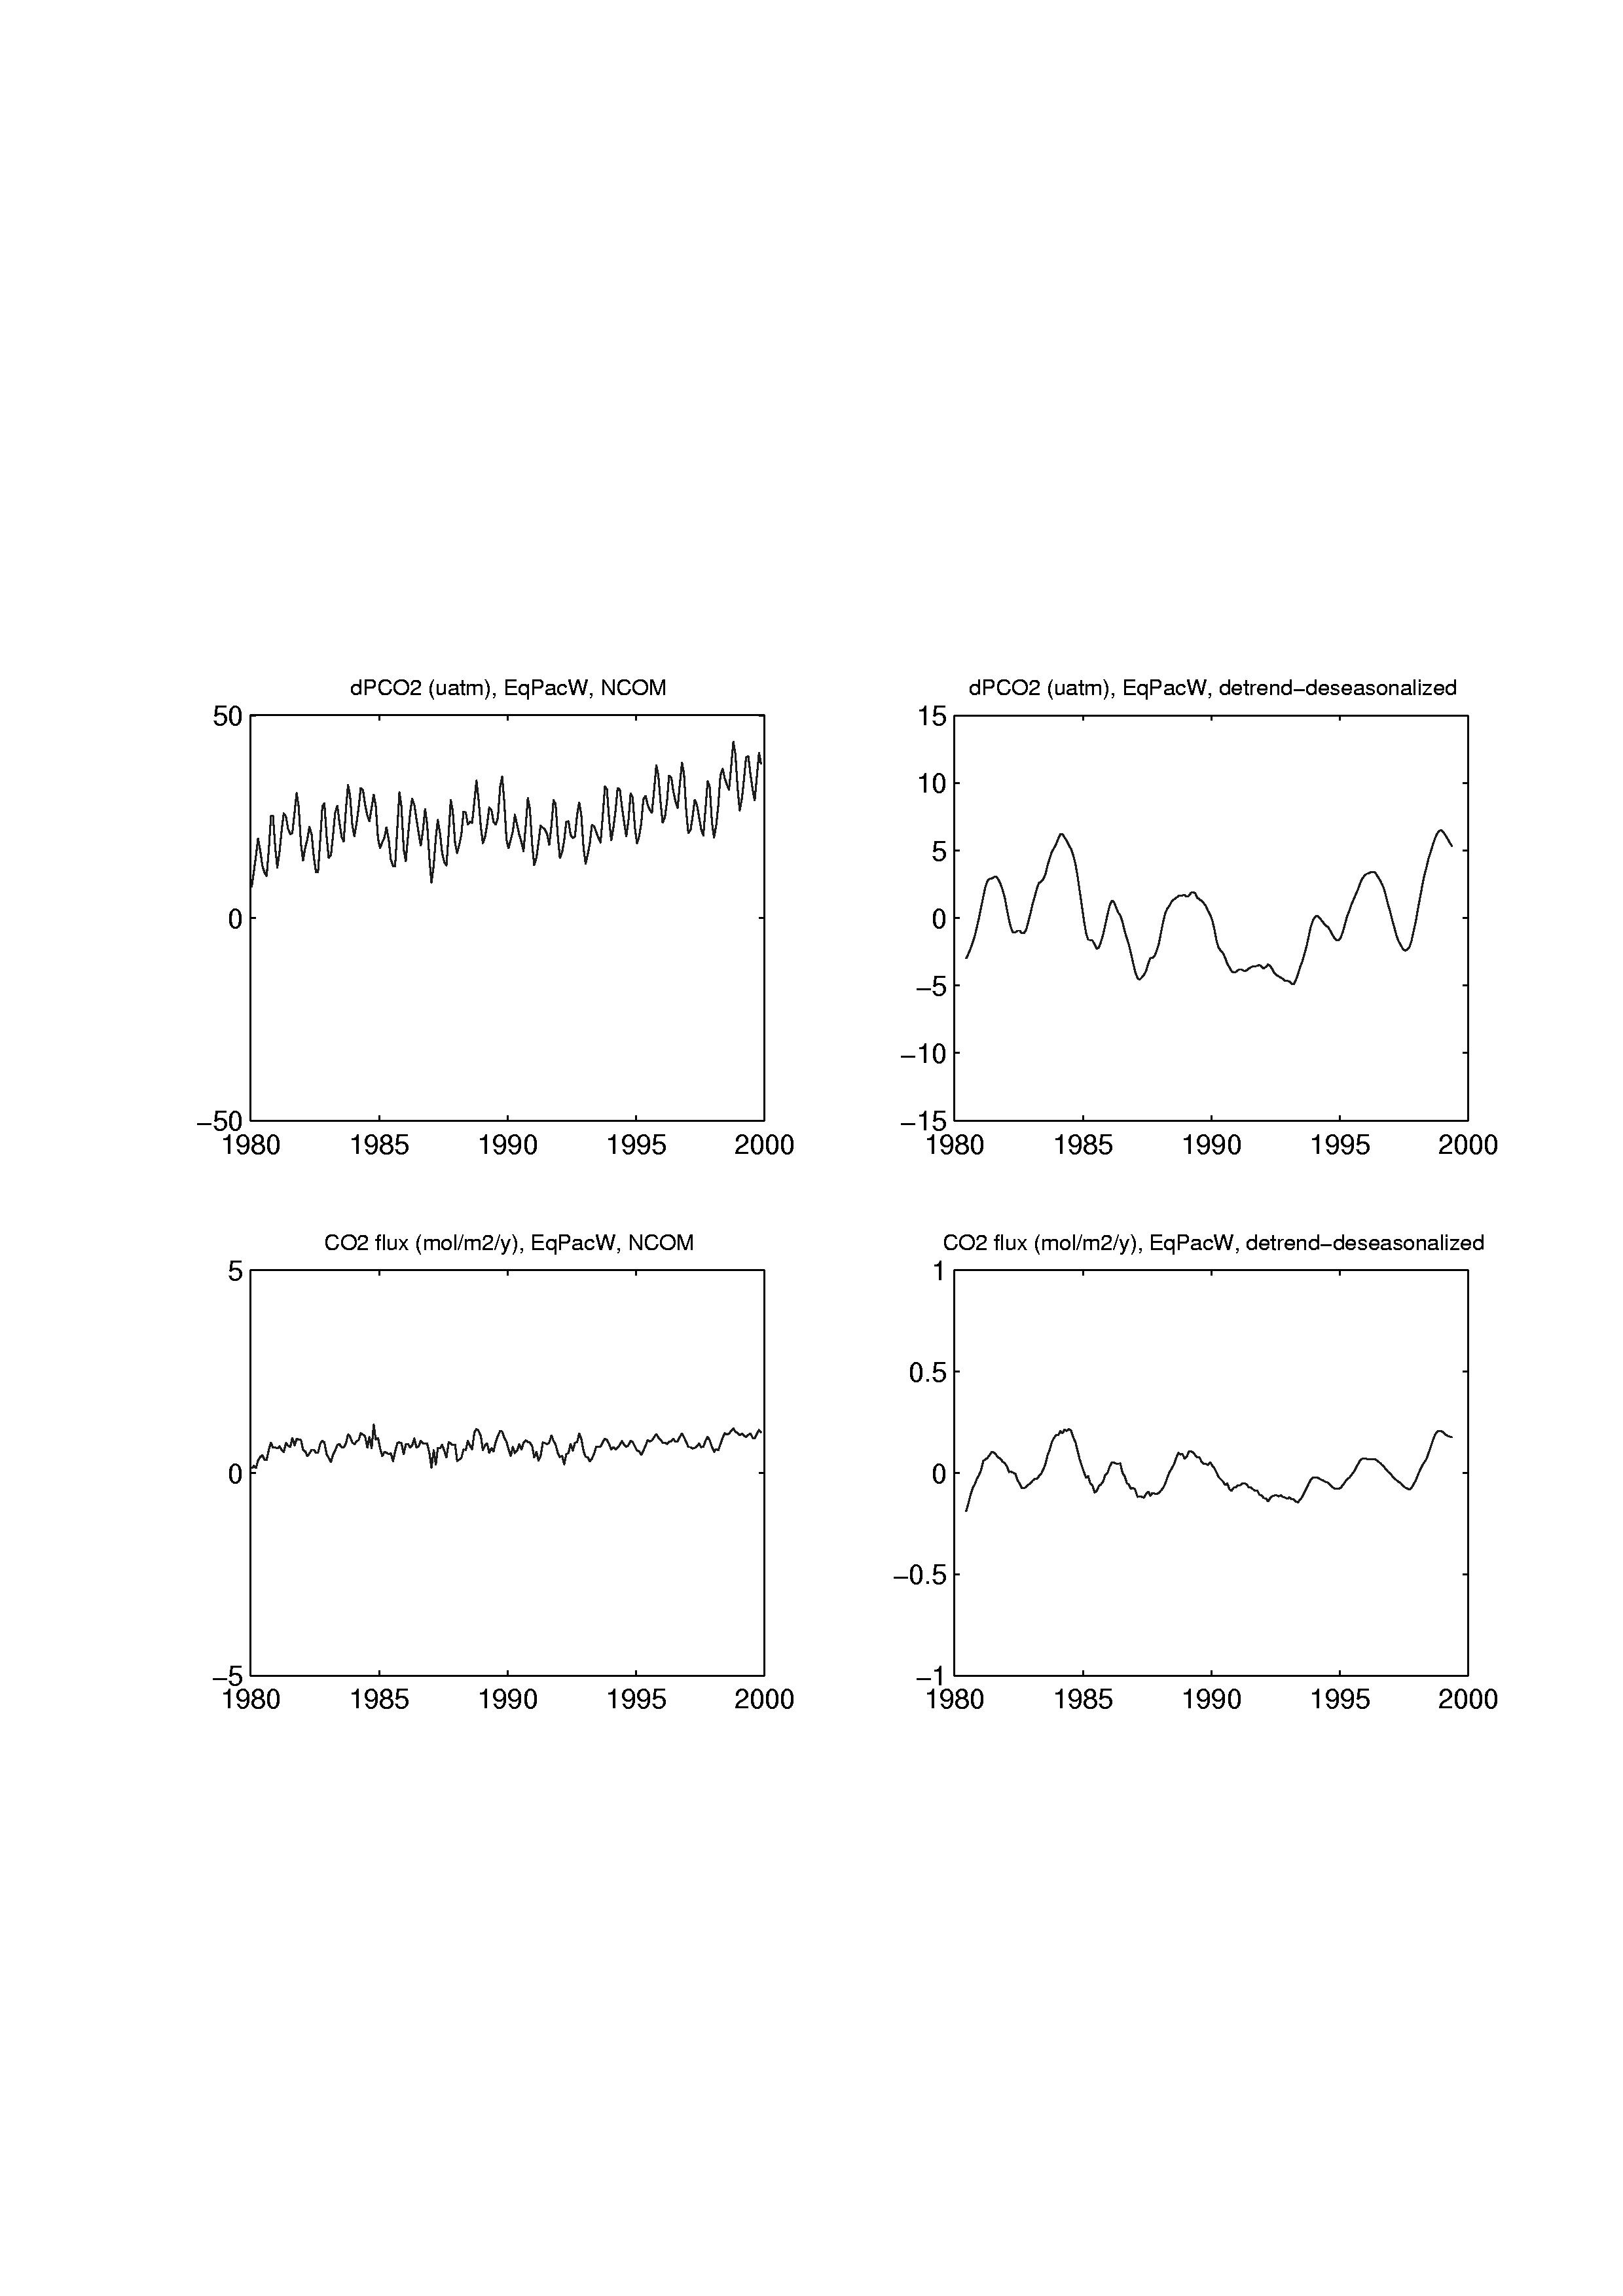 dPCO2 (uatm), EqPacW, NCOM
50
0
−50
1980 1985 1990 1995 2000
dPCO2 (uatm), EqPacW, detrend−deseasonalized
15
10
5
0
−5
−10
−15
1980 1985 1990 1995 2000
CO2 flux (mol/m2/y), EqPacW, NCOM
5
0
−5
1980 1985 1990 1995 2000
CO2 flux (mol/m2/y), EqPacW, detrend−deseasonalized
1
0.5
0
−0.5
−1
1980 1985 1990 1995 2000